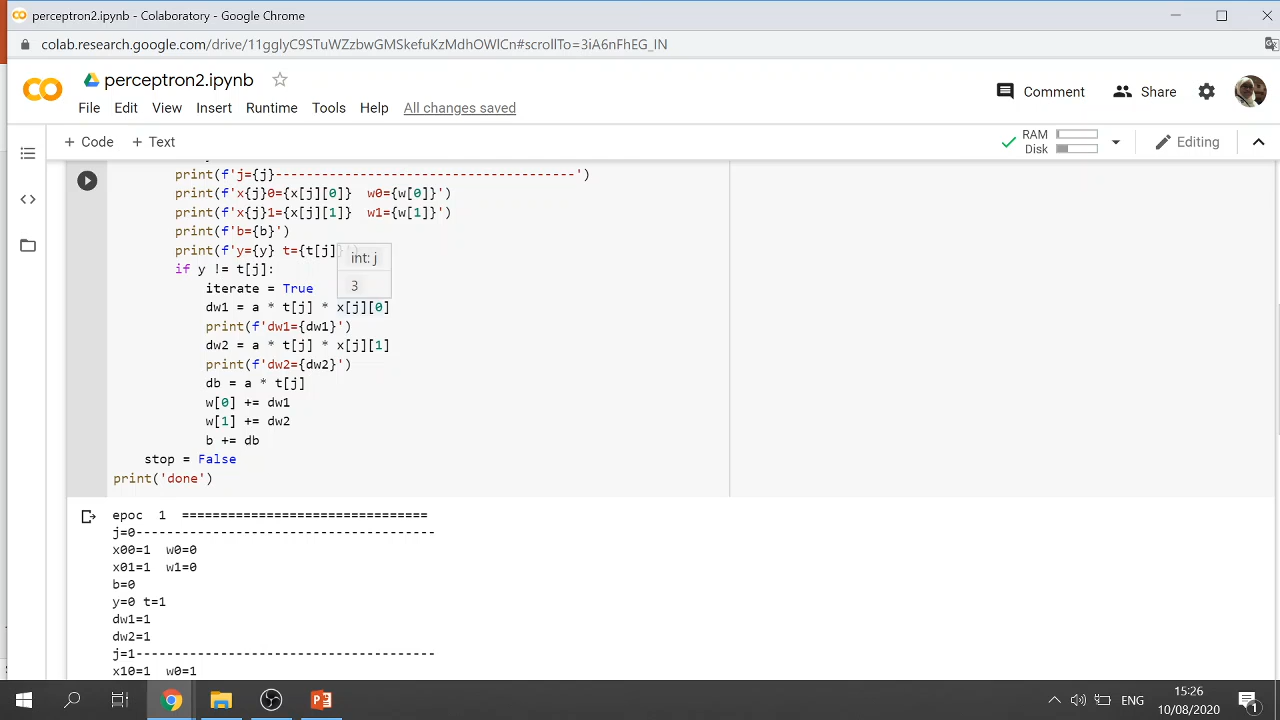 perceptron2.ipynb - Colaboratory - Google Chrome
colab.research.google.com/drive/11gglyC9STuWZzbwGMSkefuKzMdhOWlCn#scrollTo=3iA6nFhEG_IN
perceptron2.ipynb
Comment
Share
File Edit View Insert Runtime Tools Help All changes saved
+ Code + Text
RAM
Disk
Editing
print(f'j={j}---------------------------------------')
print(f'x{j}0={x[j][0]}  w0={w[0]}')
print(f'x{j}1={x[j][1]}  w1={w[1]}')
print(f'b={b}')
print(f'y={y} t={t[j]}')
int: j
3
if y != t[j]:
iterate = True
dw1 = a * t[j] * x[j][0]
print(f'dw1={dw1}')
dw2 = a * t[j] * x[j][1]
print(f'dw2={dw2}')
db = a * t[j]
w[0] += dw1
w[1] += dw2
b += db
stop = False
print('done')
epoc  1  ================================
j=0---------------------------------------
x00=1  w0=0
x01=1  w1=0
b=0
y=0 t=1
dw1=1
dw2=1
j=1---------------------------------------
x10=1  w0=1
ENG
15:26
10/08/2020
1